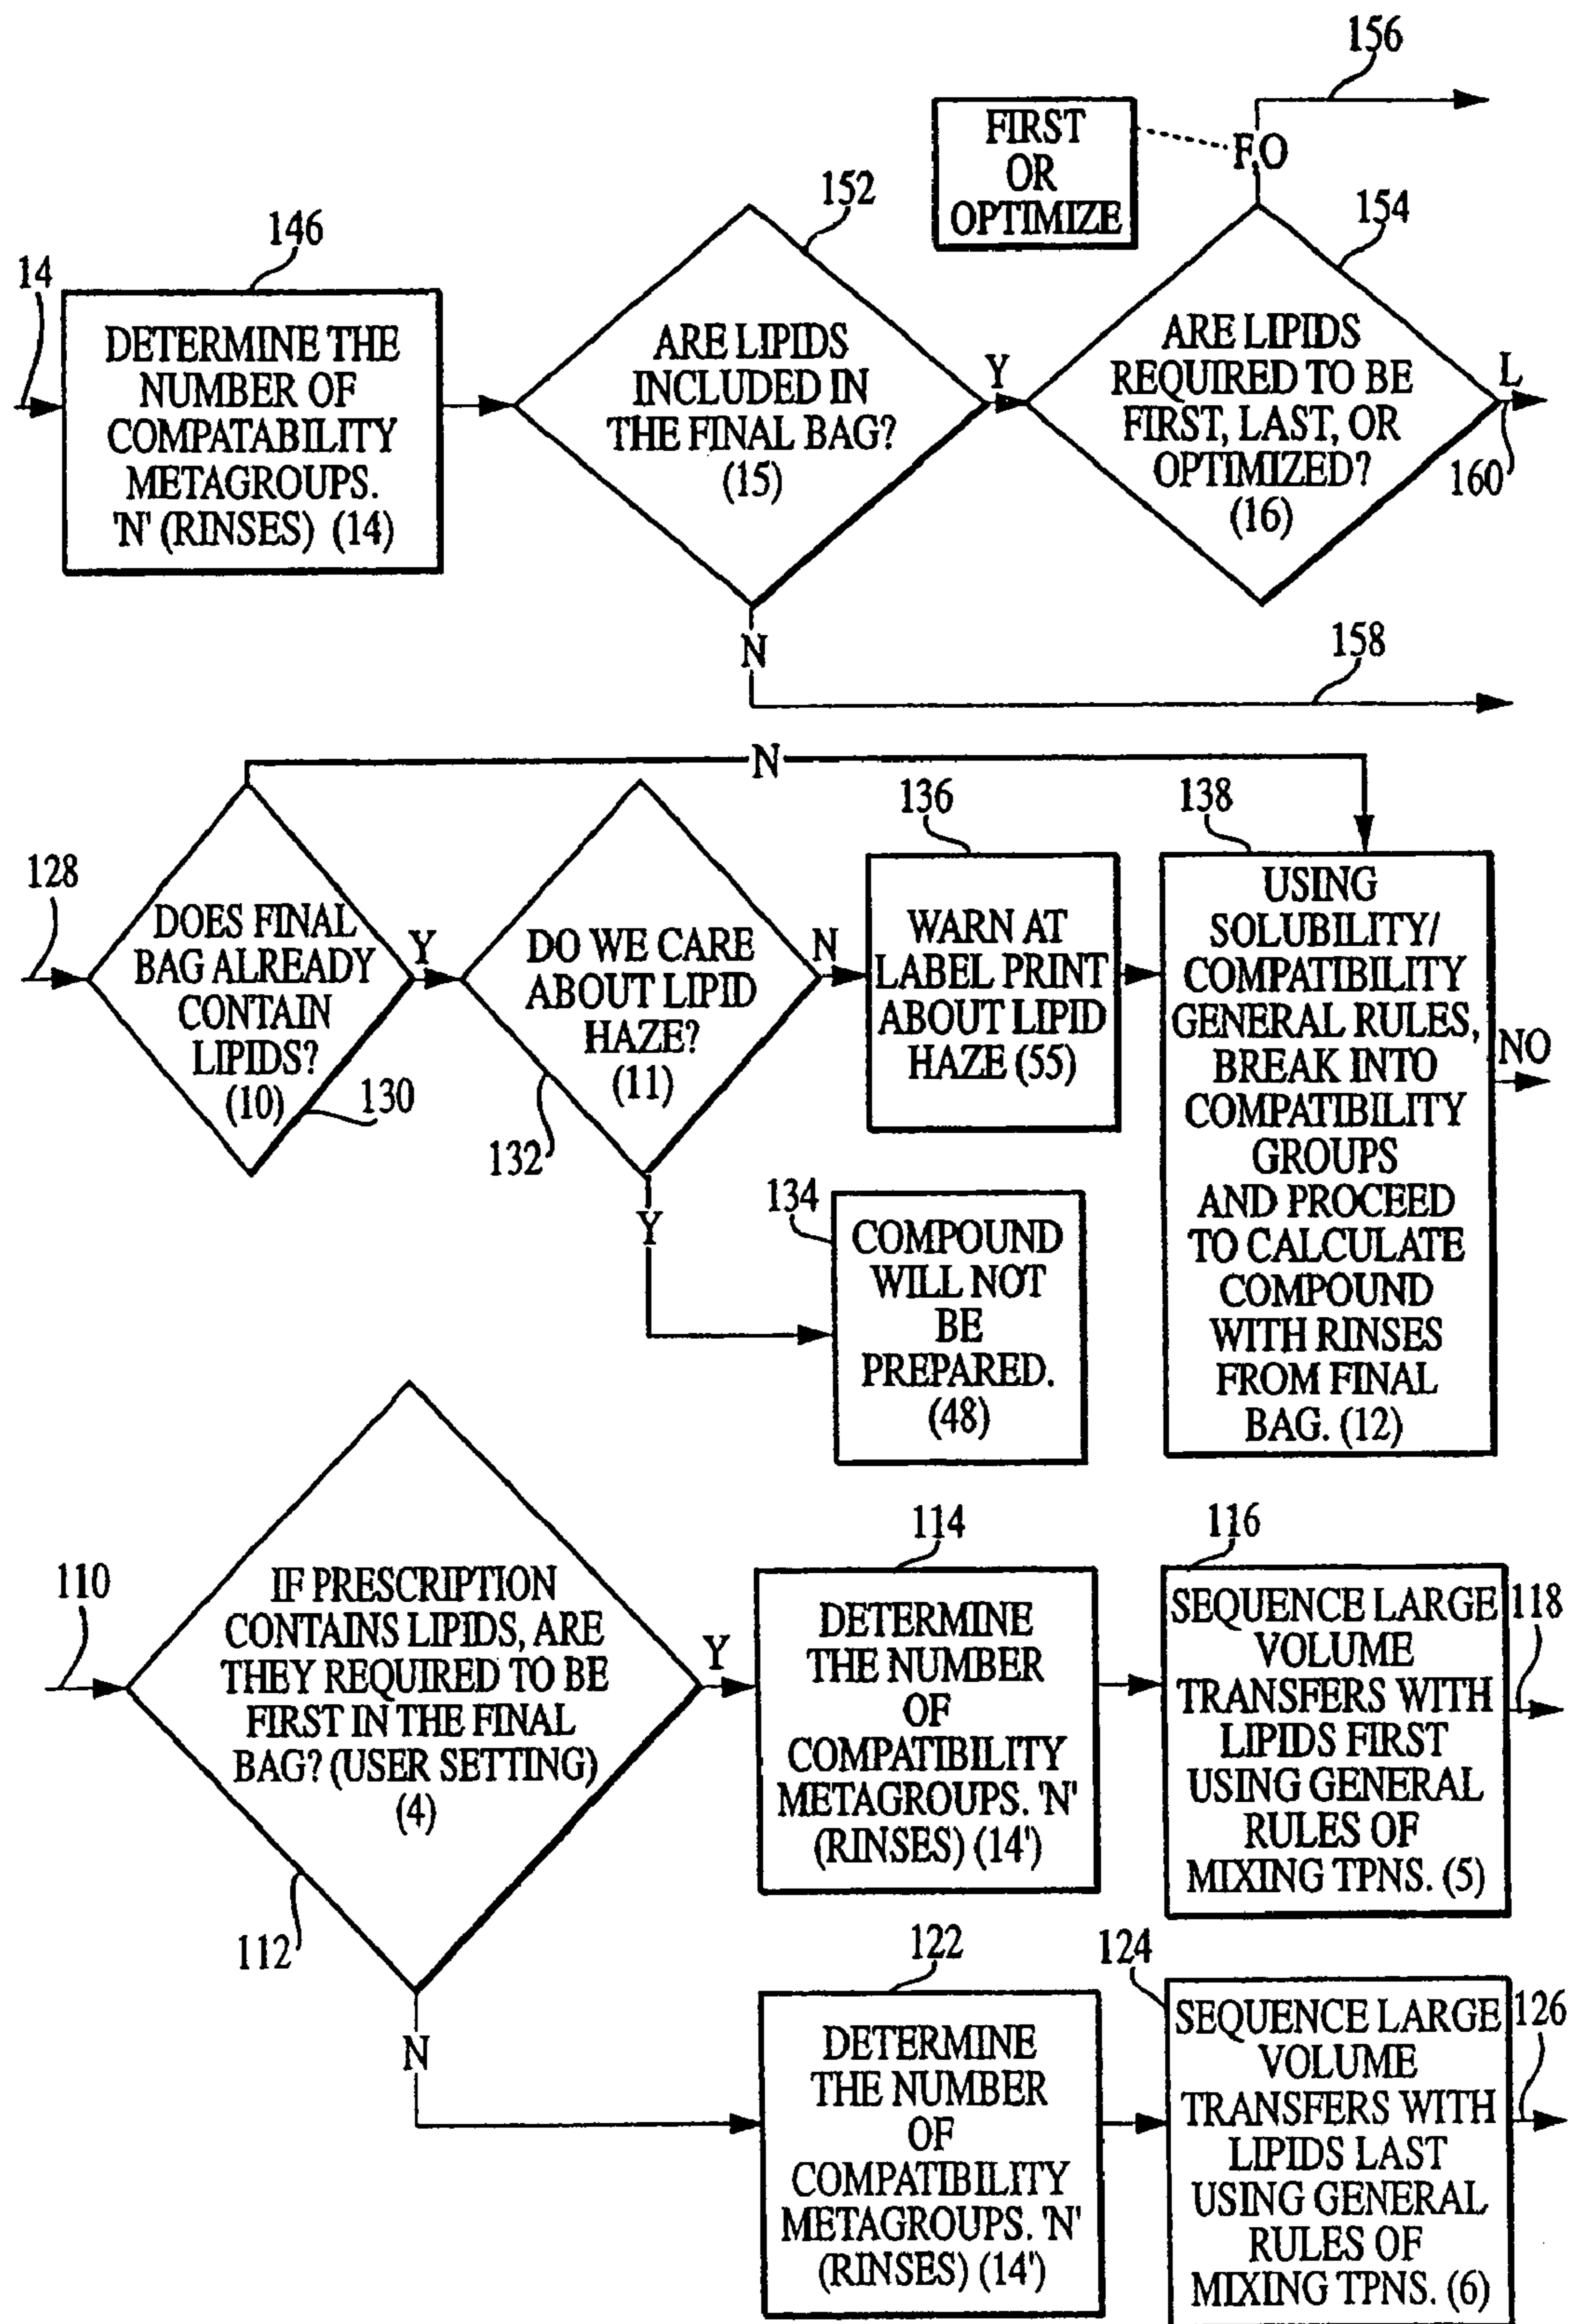 156
FIRST
OR
OPTIMIZE
FO
152
154
146
14
DETERMINE THE
NUMBER OF
COMPATABILITY
METAGROUPS.
'N' (RINSES) (14)
ARE LIPIDS
INCLUDED IN
THE FINAL BAG?
(15)
Y
ARE LIPIDS
REQUIRED TO BE
FIRST, LAST, OR
OPTIMIZED?
(16)
L
160
N
158
N
128
DOES FINAL
BAG ALREADY
CONTAIN
LIPIDS?
(10)
130
Y
DO WE CARE
ABOUT LIPID
HAZE?
(11)
132
N
136
WARN AT
LABEL PRINT
ABOUT LIPID
HAZE (55)
138
USING
SOLUBILITY/
COMPATIBILITY
GENERAL RULES,
BREAK INTO
COMPATIBILITY
GROUPS
AND PROCEED
TO CALCULATE
COMPOUND
WITH RINSES
FROM FINAL
BAG. (12)
NO
Y
134
COMPOUND
WILL NOT
BE
PREPARED.
(48)
110
IF PRESCRIPTION
CONTAINS LIPIDS, ARE
THEY REQUIRED TO BE
FIRST IN THE FINAL
BAG? (USER SETTING)
(4)
112
Y
114
DETERMINE
THE NUMBER
OF
COMPATIBILITY
METAGROUPS. 'N'
(RINSES) (14')
116
SEQUENCE LARGE
VOLUME
TRANSFERS WITH
LIPIDS FIRST
USING GENERAL
RULES OF
MIXING TPNS. (5)
118
N
122
DETERMINE
THE NUMBER
OF
COMPATIBILITY
METAGROUPS. 'N'
(RINSES) (14')
124
SEQUENCE LARGE
VOLUME
TRANSFERS WITH
LIPIDS LAST
USING GENERAL
RULES OF
MIXING TPNS. (6)
126